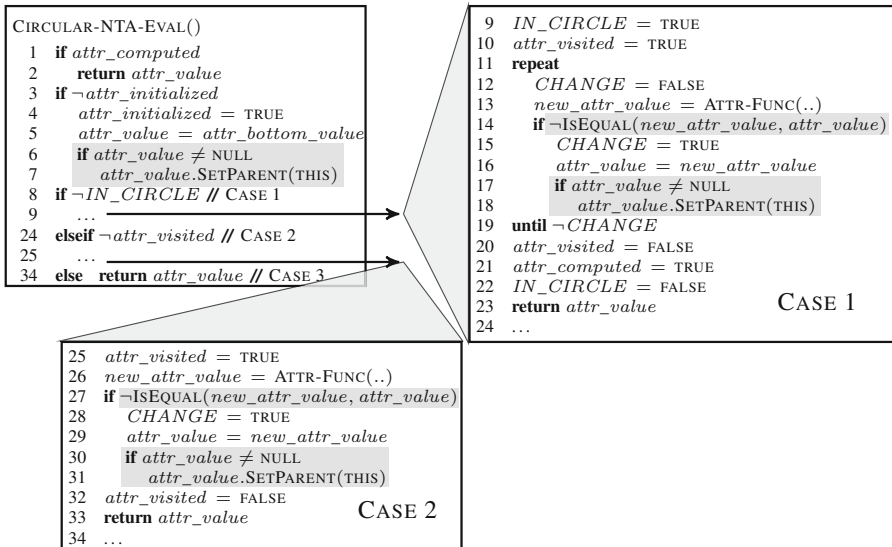 CIRCULAR-NTA-EVAL()
1 if attr_computed
2 return attr_value
3 if ¬attr_initialized
4 attr_initialized = TRUE
5 attr_value = attr_bottom_value
6 if attr_value ≠ NULL
7 attr_value.SETPARENT(THIS)
8 if ¬IN_CIRCLE // CASE 1
9 ...
24 elseif ¬attr_visited // CASE 2
25 ...
34 else return attr_value // CASE 3
9 IN_CIRCLE = TRUE
10 attr_visited = TRUE
11 repeat
12 CHANGE = FALSE
13 new_attr_value = ATTR-FUNC(..)
14 if ¬ISEQUAL(new_attr_value, attr_value)
15 CHANGE = TRUE
16 attr_value = new_attr_value
17 if attr_value ≠ NULL
18 attr_value.SETPARENT(THIS)
19 until ¬CHANGE
20 attr_visited = FALSE
21 attr_computed = TRUE
22 IN_CIRCLE = FALSE
23 return attr_value
24 ...
CASE 1
25 attr_visited = TRUE
26 new_attr_value = ATTR-FUNC(..)
27 if ¬ISEQUAL(new_attr_value, attr_value)
28 CHANGE = TRUE
29 attr_value = new_attr_value
30 if attr_value ≠ NULL
31 attr_value.SETPARENT(THIS)
32 attr_visited = FALSE
33 return attr_value
34 ...
CASE 2